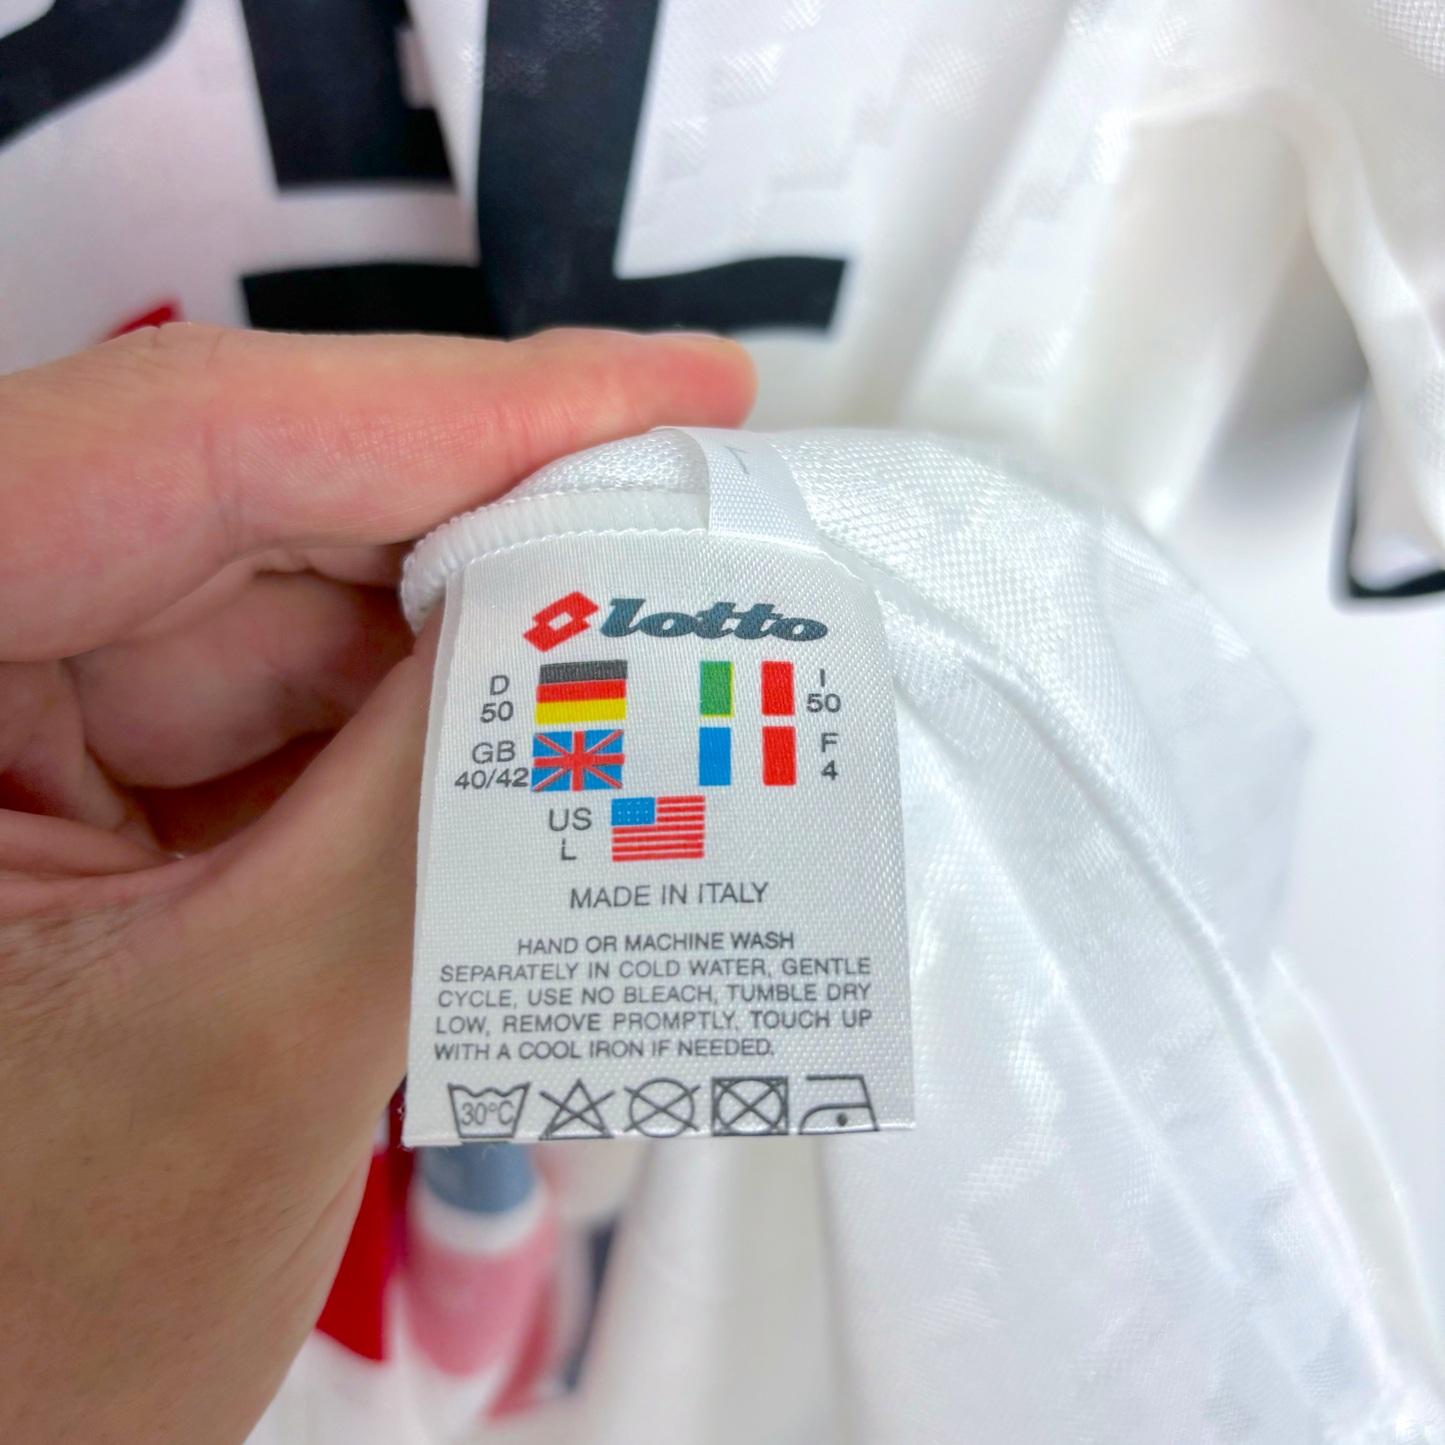 lotto
D
50
I
50
GB
40/42
F
4
US
L
MADE IN ITALY
HAND OR MACHINE WASH
SEPARATELY IN COLD WATER, GENTLE
CYCLE, USE NO BLEACH, TUMBLE DRY
LOW, REMOVE PROMPTLY, TOUCH UP
WITH A COOL IRON IF NEEDED.
30°C